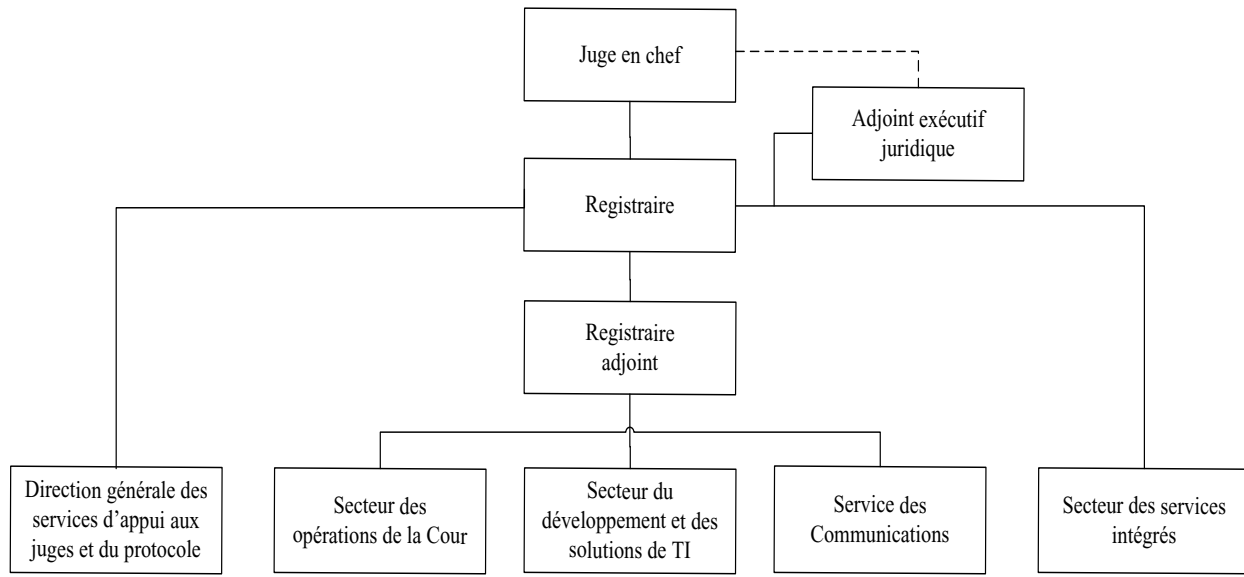 Juge en chef
Adjoint exécutif
juridique
Registraire
Registraire
adjoint
Direction générale des
services d'appui aux
juges et du protocole
Secteur des
opérations de la Cour
Secteur du
développement et des
solutions de TI
Service des
Communications
Secteur des services
intégrés